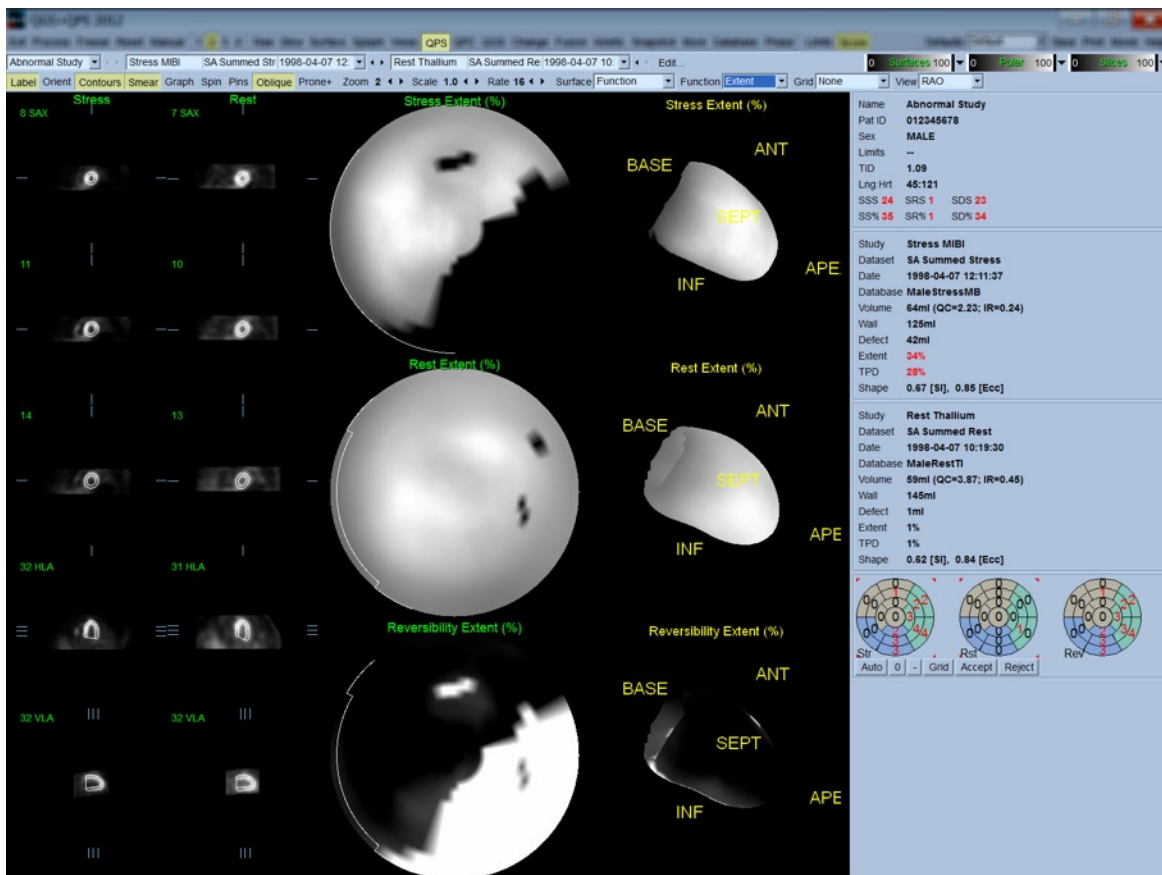 QGS+QPS 2012
QPS
Abnormal Study Stress MIBI SA Summed Str 1998-04-07 12: Rest Thallium SA Summed Re 1998-04-07 10: Edit...
0 Surfaces 100 0 Polar 100 0 Slices 100
Label Orient Contours Smear Graph Spin Pins Oblique Prone+ Zoom 2 Scale 1.0 Rate 16 Surface Function Function Extent Grid None View RAO
Stress Rest
8 SAX 7 SAX
11 10
14 13
32 HLA 31 HLA
32 VLA 32 VLA
Stress Extent (%)
Rest Extent (%)
Reversibility Extent (%)
Stress Extent (%)
ANT
BASE
SEPT
APE
INF
Rest Extent (%)
ANT
BASE
SEPT
APE
INF
Reversibility Extent (%)
ANT
BASE
SEPT
APE
INF
Name Abnormal Study
Pat ID 012345678
Sex MALE
Limits --
TID 1.09
Lng:Hrt 45:121
SSS 24 SRS 1 SDS 23
SS% 35 SR% 1 SD% 34
Study Stress MIBI
Dataset SA Summed Stress
Date 1998-04-07 12:11:37
Database MaleStressMB
Volume 64ml (QC=2.23; IR=0.24)
Wall 125ml
Defect 42ml
Extent 34%
TPD 28%
Shape 0.67 [SI], 0.85 [Ecc]
Study Rest Thallium
Dataset SA Summed Rest
Date 1998-04-07 10:19:30
Database MaleRestTl
Volume 59ml (QC=3.87; IR=0.45)
Wall 145ml
Defect 1ml
Extent 1%
TPD 1%
Shape 0.62 [SI], 0.84 [Ecc]
Str Rst Rev
Auto 0 - Grid Accept Reject